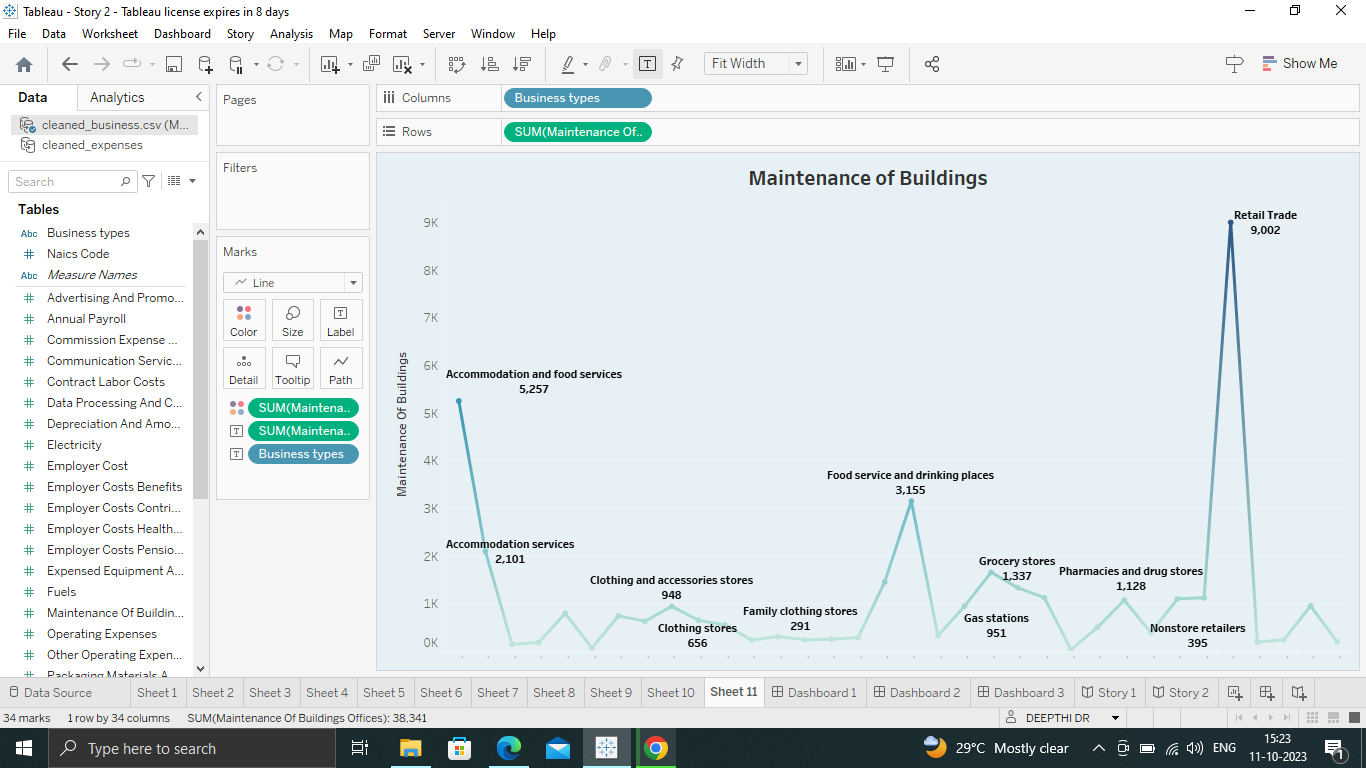 Tableau - Story 2 - Tableau license expires in 8 days
File Data Worksheet Dashboard Story Analysis Map Format Server Window Help
Fit Width
Show Me
Data Analytics
cleaned_business.csv (M...
cleaned_expenses
Search
Tables
Abc Business types
# Naics Code
Abc Measure Names
# Advertising And Promo...
# Annual Payroll
# Commission Expense ...
# Communication Servic...
# Contract Labor Costs
# Data Processing And C...
# Depreciation And Amo...
# Electricity
# Employer Cost
# Employer Costs Benefits
# Employer Costs Contri...
# Employer Costs Health...
# Employer Costs Pensio...
# Expensed Equipment A...
# Fuels
# Maintenance Of Buildin...
# Operating Expenses
# Other Operating Expen...
# Packaging Materials A...
Pages
Filters
Marks
Line
Color Size Label
Detail Tooltip Path
SUM(Maintena..
SUM(Maintena..
Business types
Columns Business types
Rows SUM(Maintenance Of..
Maintenance of Buildings
Maintenance Of Buildings
9K
8K
7K
6K
5K
4K
3K
2K
1K
0K
Retail Trade
9,002
Accommodation and food services
5,257
Food service and drinking places
3,155
Accommodation services
2,101
Grocery stores
1,337
Pharmacies and drug stores
1,128
Clothing and accessories stores
948
Family clothing stores
291
Gas stations
951
Clothing stores
656
Nonstore retailers
395
Data Source Sheet 1 Sheet 2 Sheet 3 Sheet 4 Sheet 5 Sheet 6 Sheet 7 Sheet 8 Sheet 9 Sheet 10 Sheet 11 Dashboard 1 Dashboard 2 Dashboard 3 Story 1 Story 2
34 marks 1 row by 34 columns SUM(Maintenance Of Buildings Offices): 38,341 DEEPTHI DR
Type here to search
29°C Mostly clear
ENG
15:23
11-10-2023
1